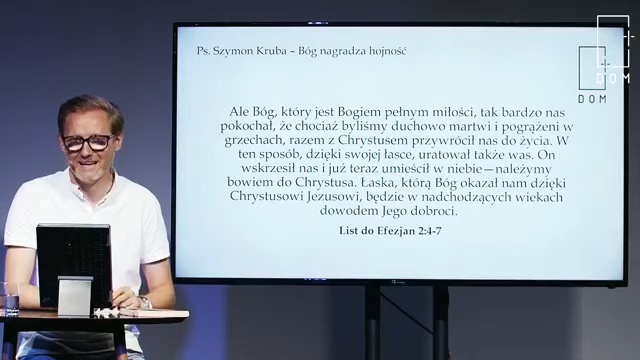 Ps. Szymon Kruba – Bóg nagradza hojność
DOM
DOM
Ale Bóg, który jest Bogiem pełnym miłości, tak bardzo nas
pokochał, że chociaż byliśmy duchowo martwi i pogrążeni w
grzechach, razem z Chrystusem przywrócił nas do życia. W
ten sposób, dzięki swojej łasce, uratował także was. On
wskrzesił nas i już teraz umieścił w niebie—należymy
bowiem do Chrystusa. Łaska, którą Bóg okazał nam dzięki
Chrystusowi Jezusowi, będzie w nadchodzących wiekach
dowodem Jego dobroci.
List do Efezjan 2:4-7